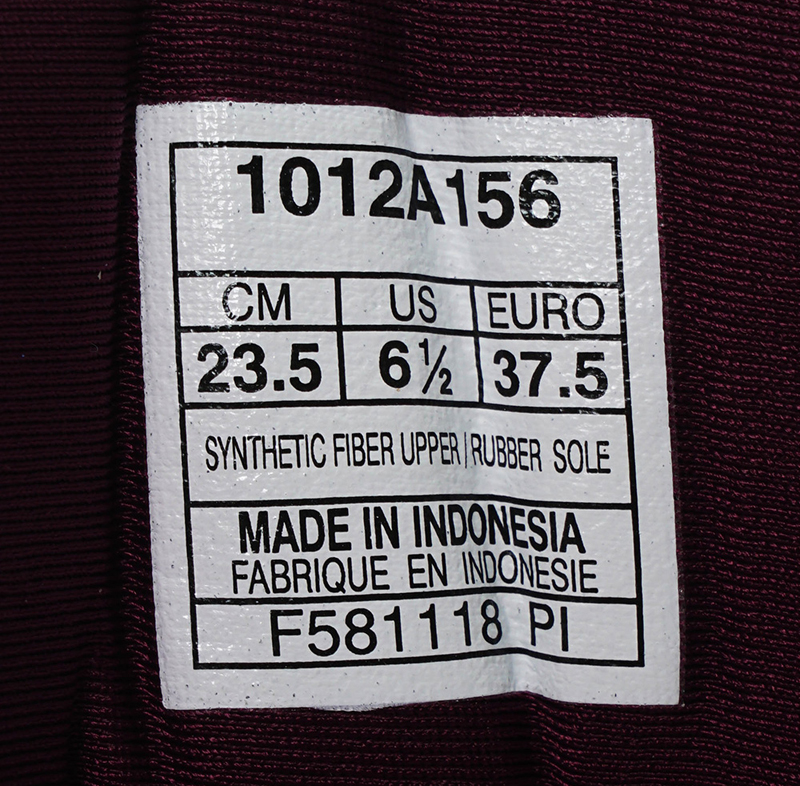 1012A156
CM US EURO
23.5 6½ 37.5
SYNTHETIC FIBER UPPER | RUBBER SOLE
MADE IN INDONESIA
FABRIQUE EN INDONESIE
F581118 PI